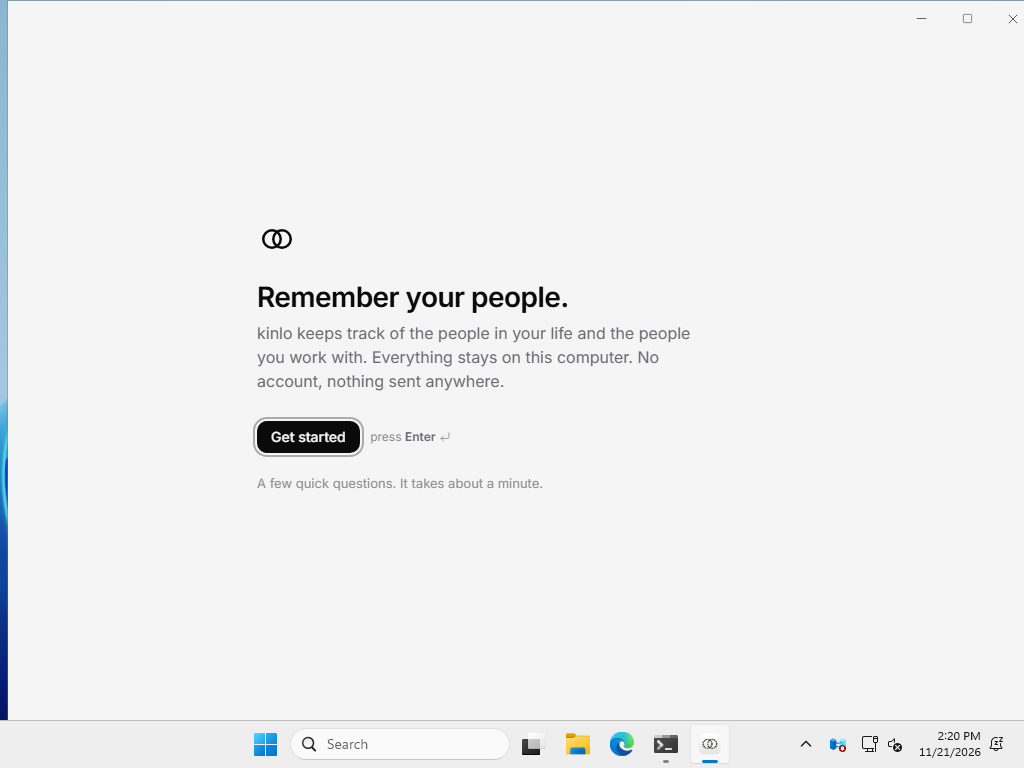 Remember your people.
kinlo keeps track of the people in your life and the people
you work with. Everything stays on this computer. No
account, nothing sent anywhere.
Get started press Enter ↵
A few quick questions. It takes about a minute.
Search
2:20 PM
11/21/2026